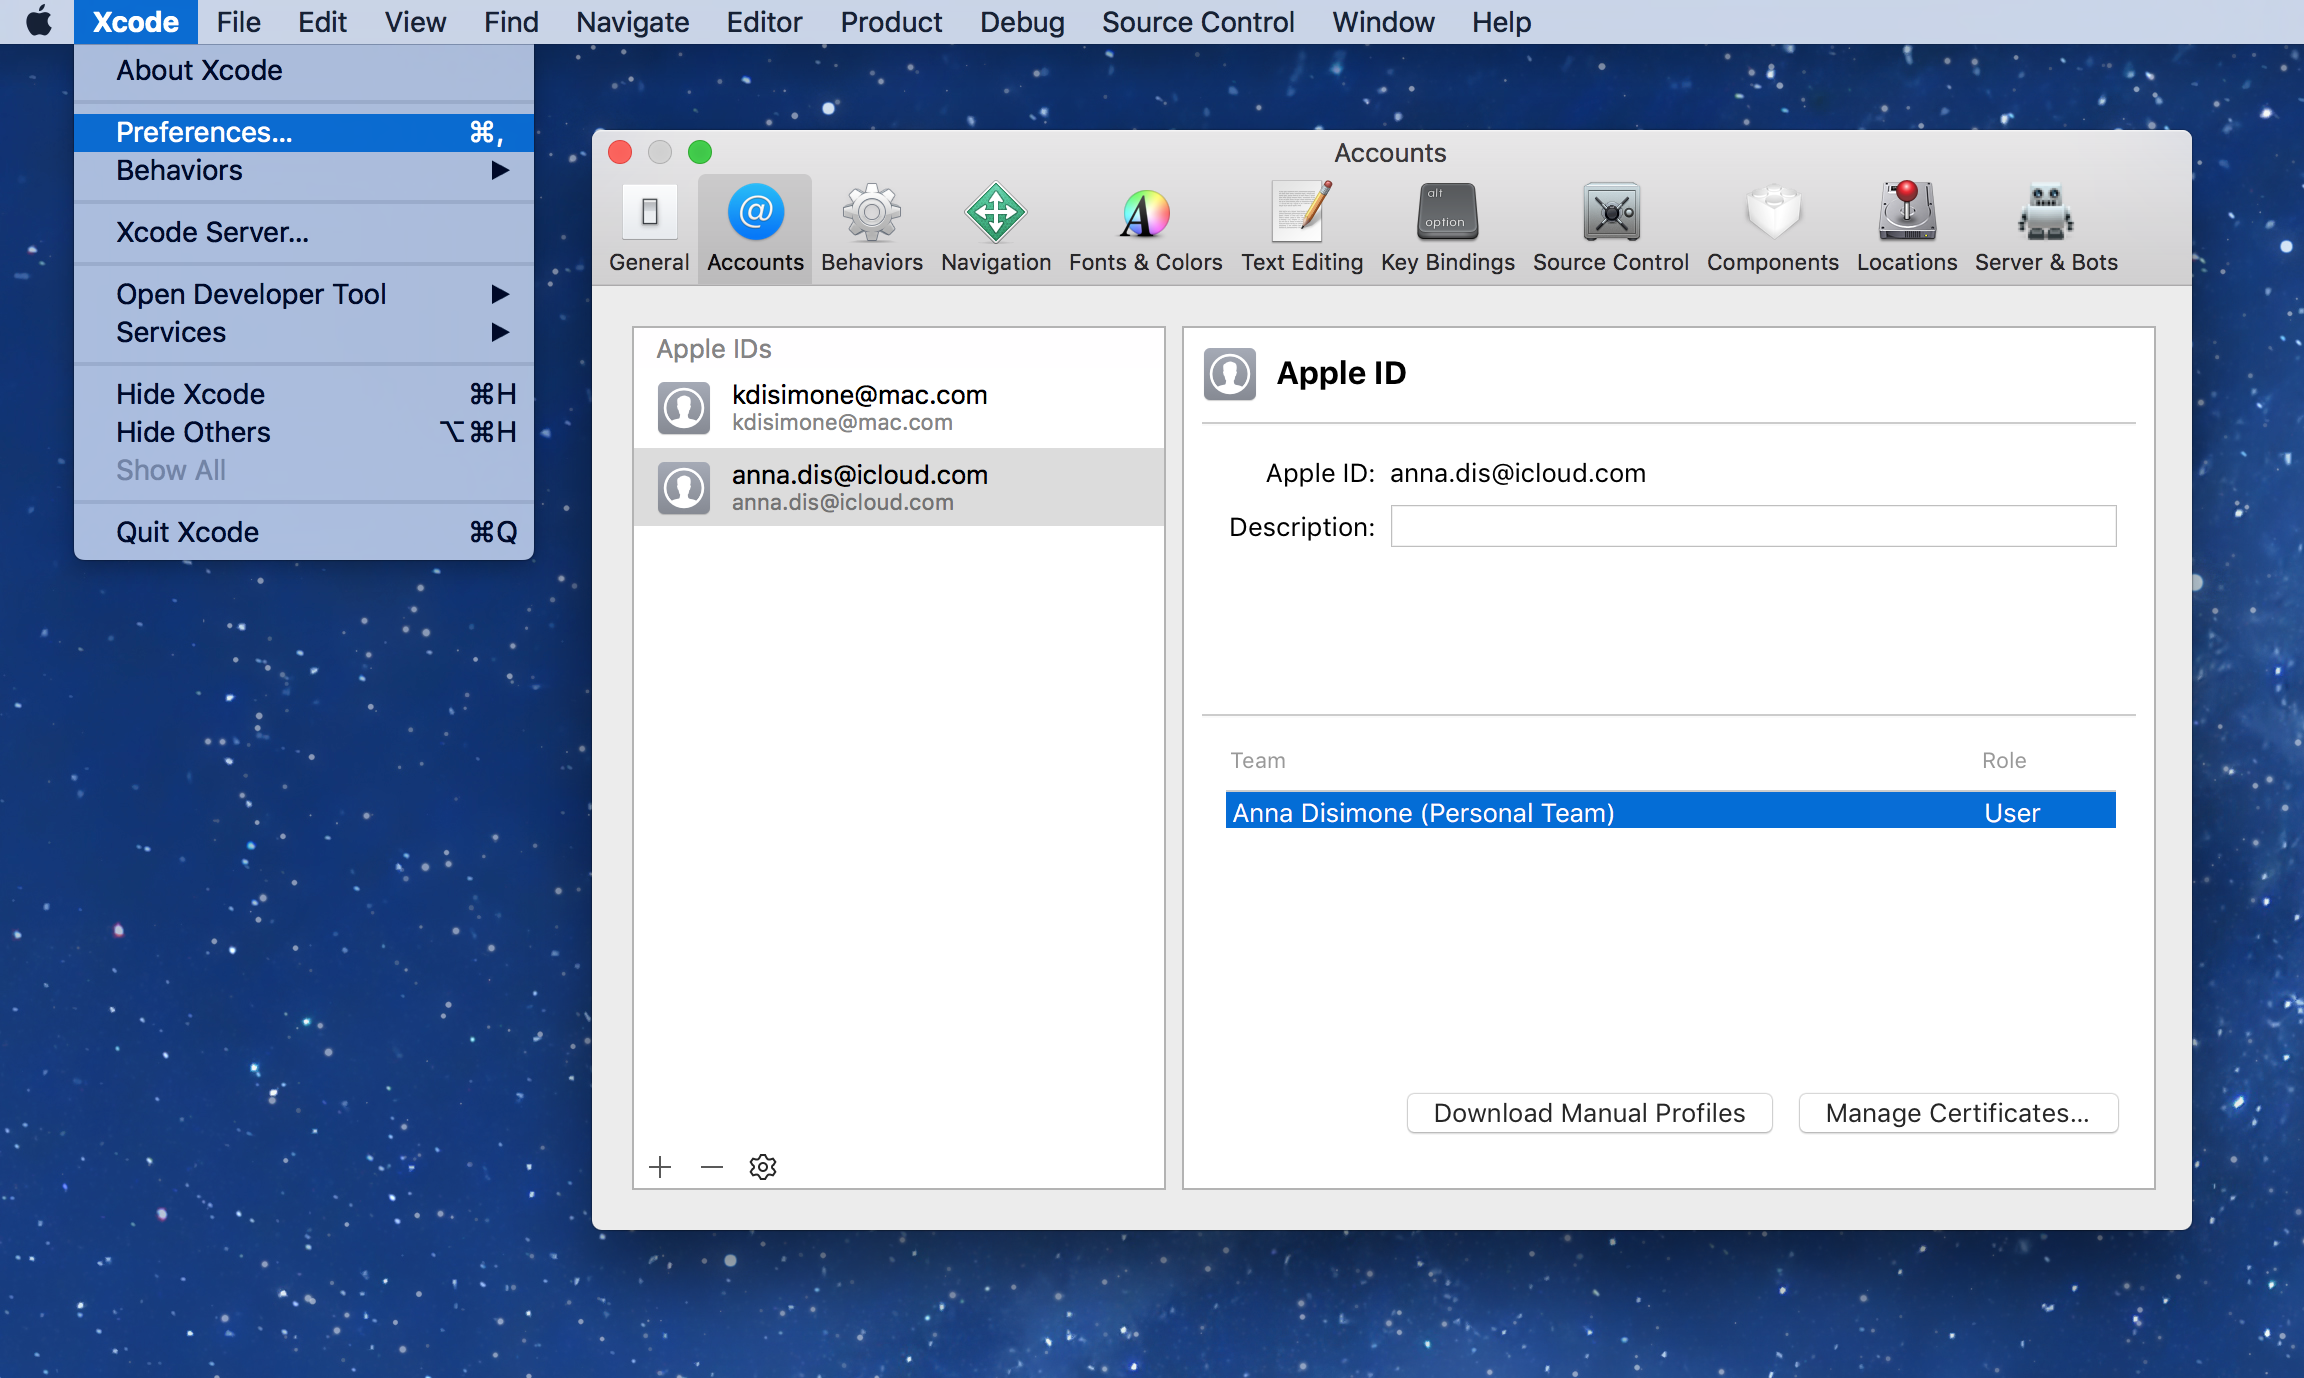 Xcode File Edit View Find Navigate Editor Product Debug Source Control Window Help
About Xcode
Preferences... ⌘,
Behaviors ▶
Xcode Server...
Open Developer Tool ▶
Services ▶
Hide Xcode ⌘H
Hide Others ⌥⌘H
Show All
Quit Xcode ⌘Q
Accounts
alt
option
General Accounts Behaviors Navigation Fonts & Colors Text Editing Key Bindings Source Control Components Locations Server & Bots
Apple IDs
kdisimone@mac.com
kdisimone@mac.com
anna.dis@icloud.com
anna.dis@icloud.com
Apple ID
Apple ID: anna.dis@icloud.com
Description:
Team Role
Anna Disimone (Personal Team) User
Download Manual Profiles Manage Certificates...